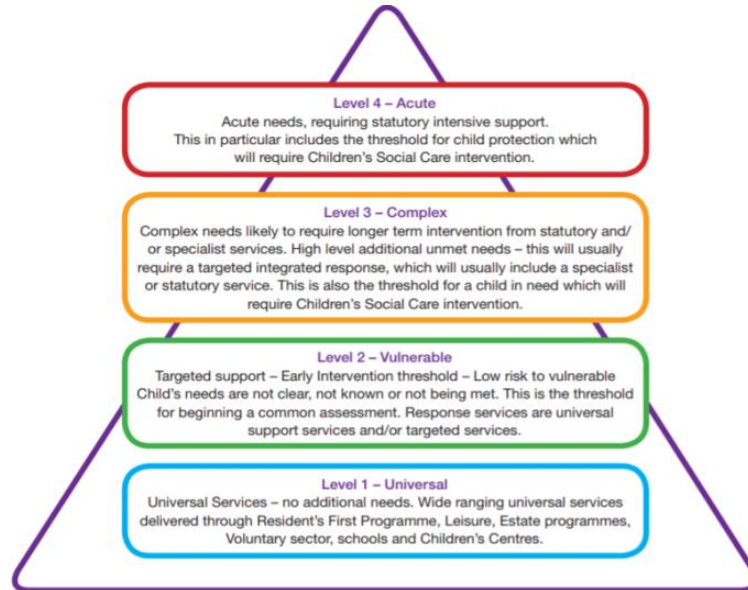 Level 4 – Acute
Acute needs, requiring statutory intensive support.
This in particular includes the threshold for child protection which
will require Children's Social Care intervention.
Level 3 – Complex
Complex needs likely to require longer term intervention from statutory and/
or specialist services. High level additional unmet needs – this will usually
require a targeted integrated response, which will usually include a specialist
or statutory service. This is also the threshold for a child in need which will
require Children's Social Care intervention.
Level 2 – Vulnerable
Targeted support – Early Intervention threshold – Low risk to vulnerable
Child's needs are not clear, not known or not being met. This is the threshold
for beginning a common assessment. Response services are universal
support services and/or targeted services.
Level 1 – Universal
Universal Services – no additional needs. Wide ranging universal services
delivered through Resident's First Programme, Leisure, Estate programmes,
Voluntary sector, schools and Children's Centres.